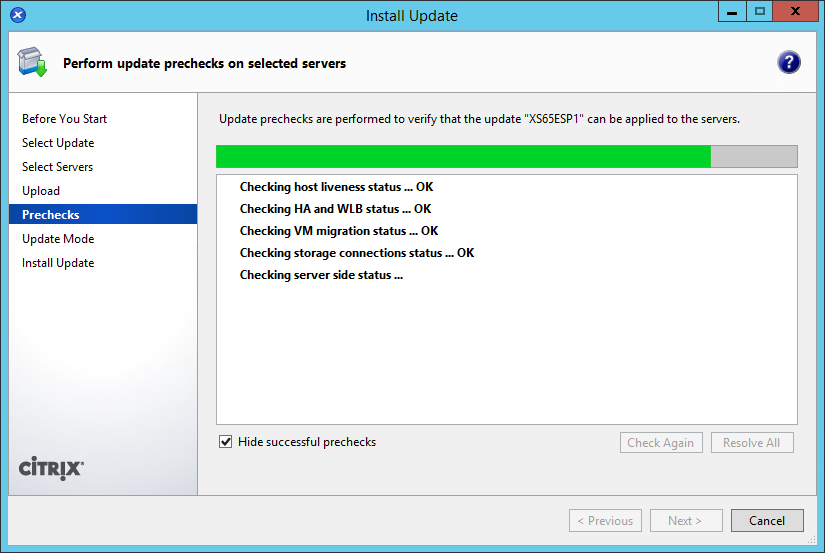 Install Update
Perform update prechecks on selected servers
?
Before You Start
Select Update
Select Servers
Upload
Prechecks
Update Mode
Install Update
CİTRIX
Update prechecks are performed to verify that the update "XS65ESP1" can be applied to the servers.
Checking host liveness status ... OK
Checking HA and WLB status ... OK
Checking VM migration status ... OK
Checking storage connections status ... OK
Checking server side status ...
Hide successful prechecks
Check Again
Resolve All
< Previous
Next >
Cancel